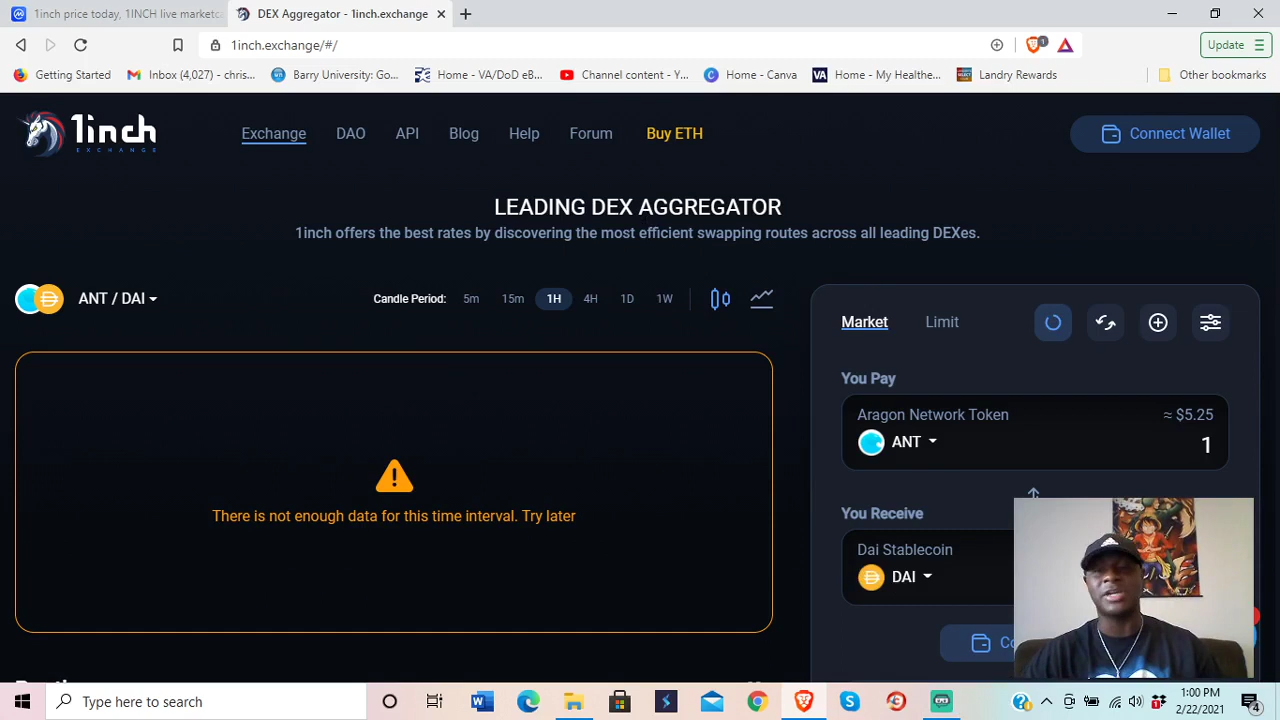 1inch price today, 1INCH live marketc
DEX Aggregator - 1inch.exchange
1inch.exchange/#/
1
Update
Getting Started
Inbox (4,027) - chris...
Barry University: Go...
Home - VA/DoD eB...
Channel content - Y...
Home - Canva
VA
Home - My Healthe...
Landry Rewards
Other bookmarks
1inch
EXCHANGE
Exchange
DAO
API
Blog
Help
Forum
Buy ETH
Connect Wallet
LEADING DEX AGGREGATOR
1inch offers the best rates by discovering the most efficient swapping routes across all leading DEXes.
ANT / DAI
Candle Period:
5m
15m
1H
4H
1D
1W
Market
Limit
You Pay
Aragon Network Token
≈ $5.25
ANT
1
There is not enough data for this time interval. Try later
You Receive
Dai Stablecoin
DAI
Type here to search
1:00 PM
2/22/2021
4